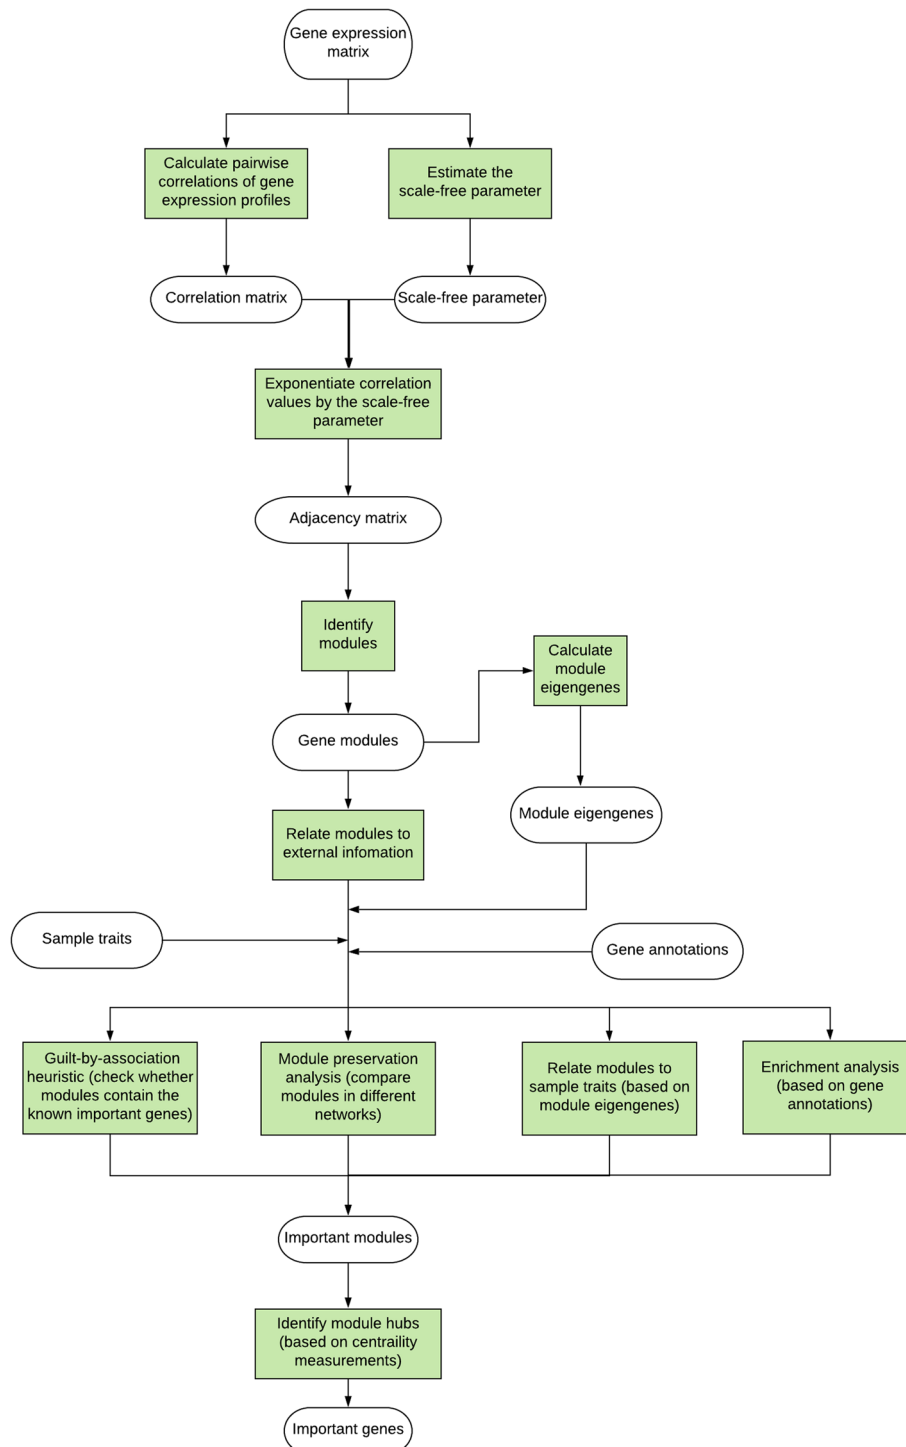 Gene expression
matrix
Calculate pairwise
correlations of gene
expression profiles
Estimate the
scale-free parameter
Correlation matrix
Scale-free parameter
Exponentiate correlation
values by the scale-free
parameter
Adjacency matrix
Identify
modules
Calculate
module
eigengenes
Gene modules
Module eigengenes
Relate modules to
external infomation
Sample traits
Gene annotations
Guilt-by-association
heuristic (check whether
modules contain the
known important genes)
Module preservation
analysis (compare
modules in different
networks)
Relate modules to
sample traits (based on
module eigengenes)
Enrichment analysis
(based on gene
annotations)
Important modules
Identify module hubs
(based on centraility
measurements)
Important genes